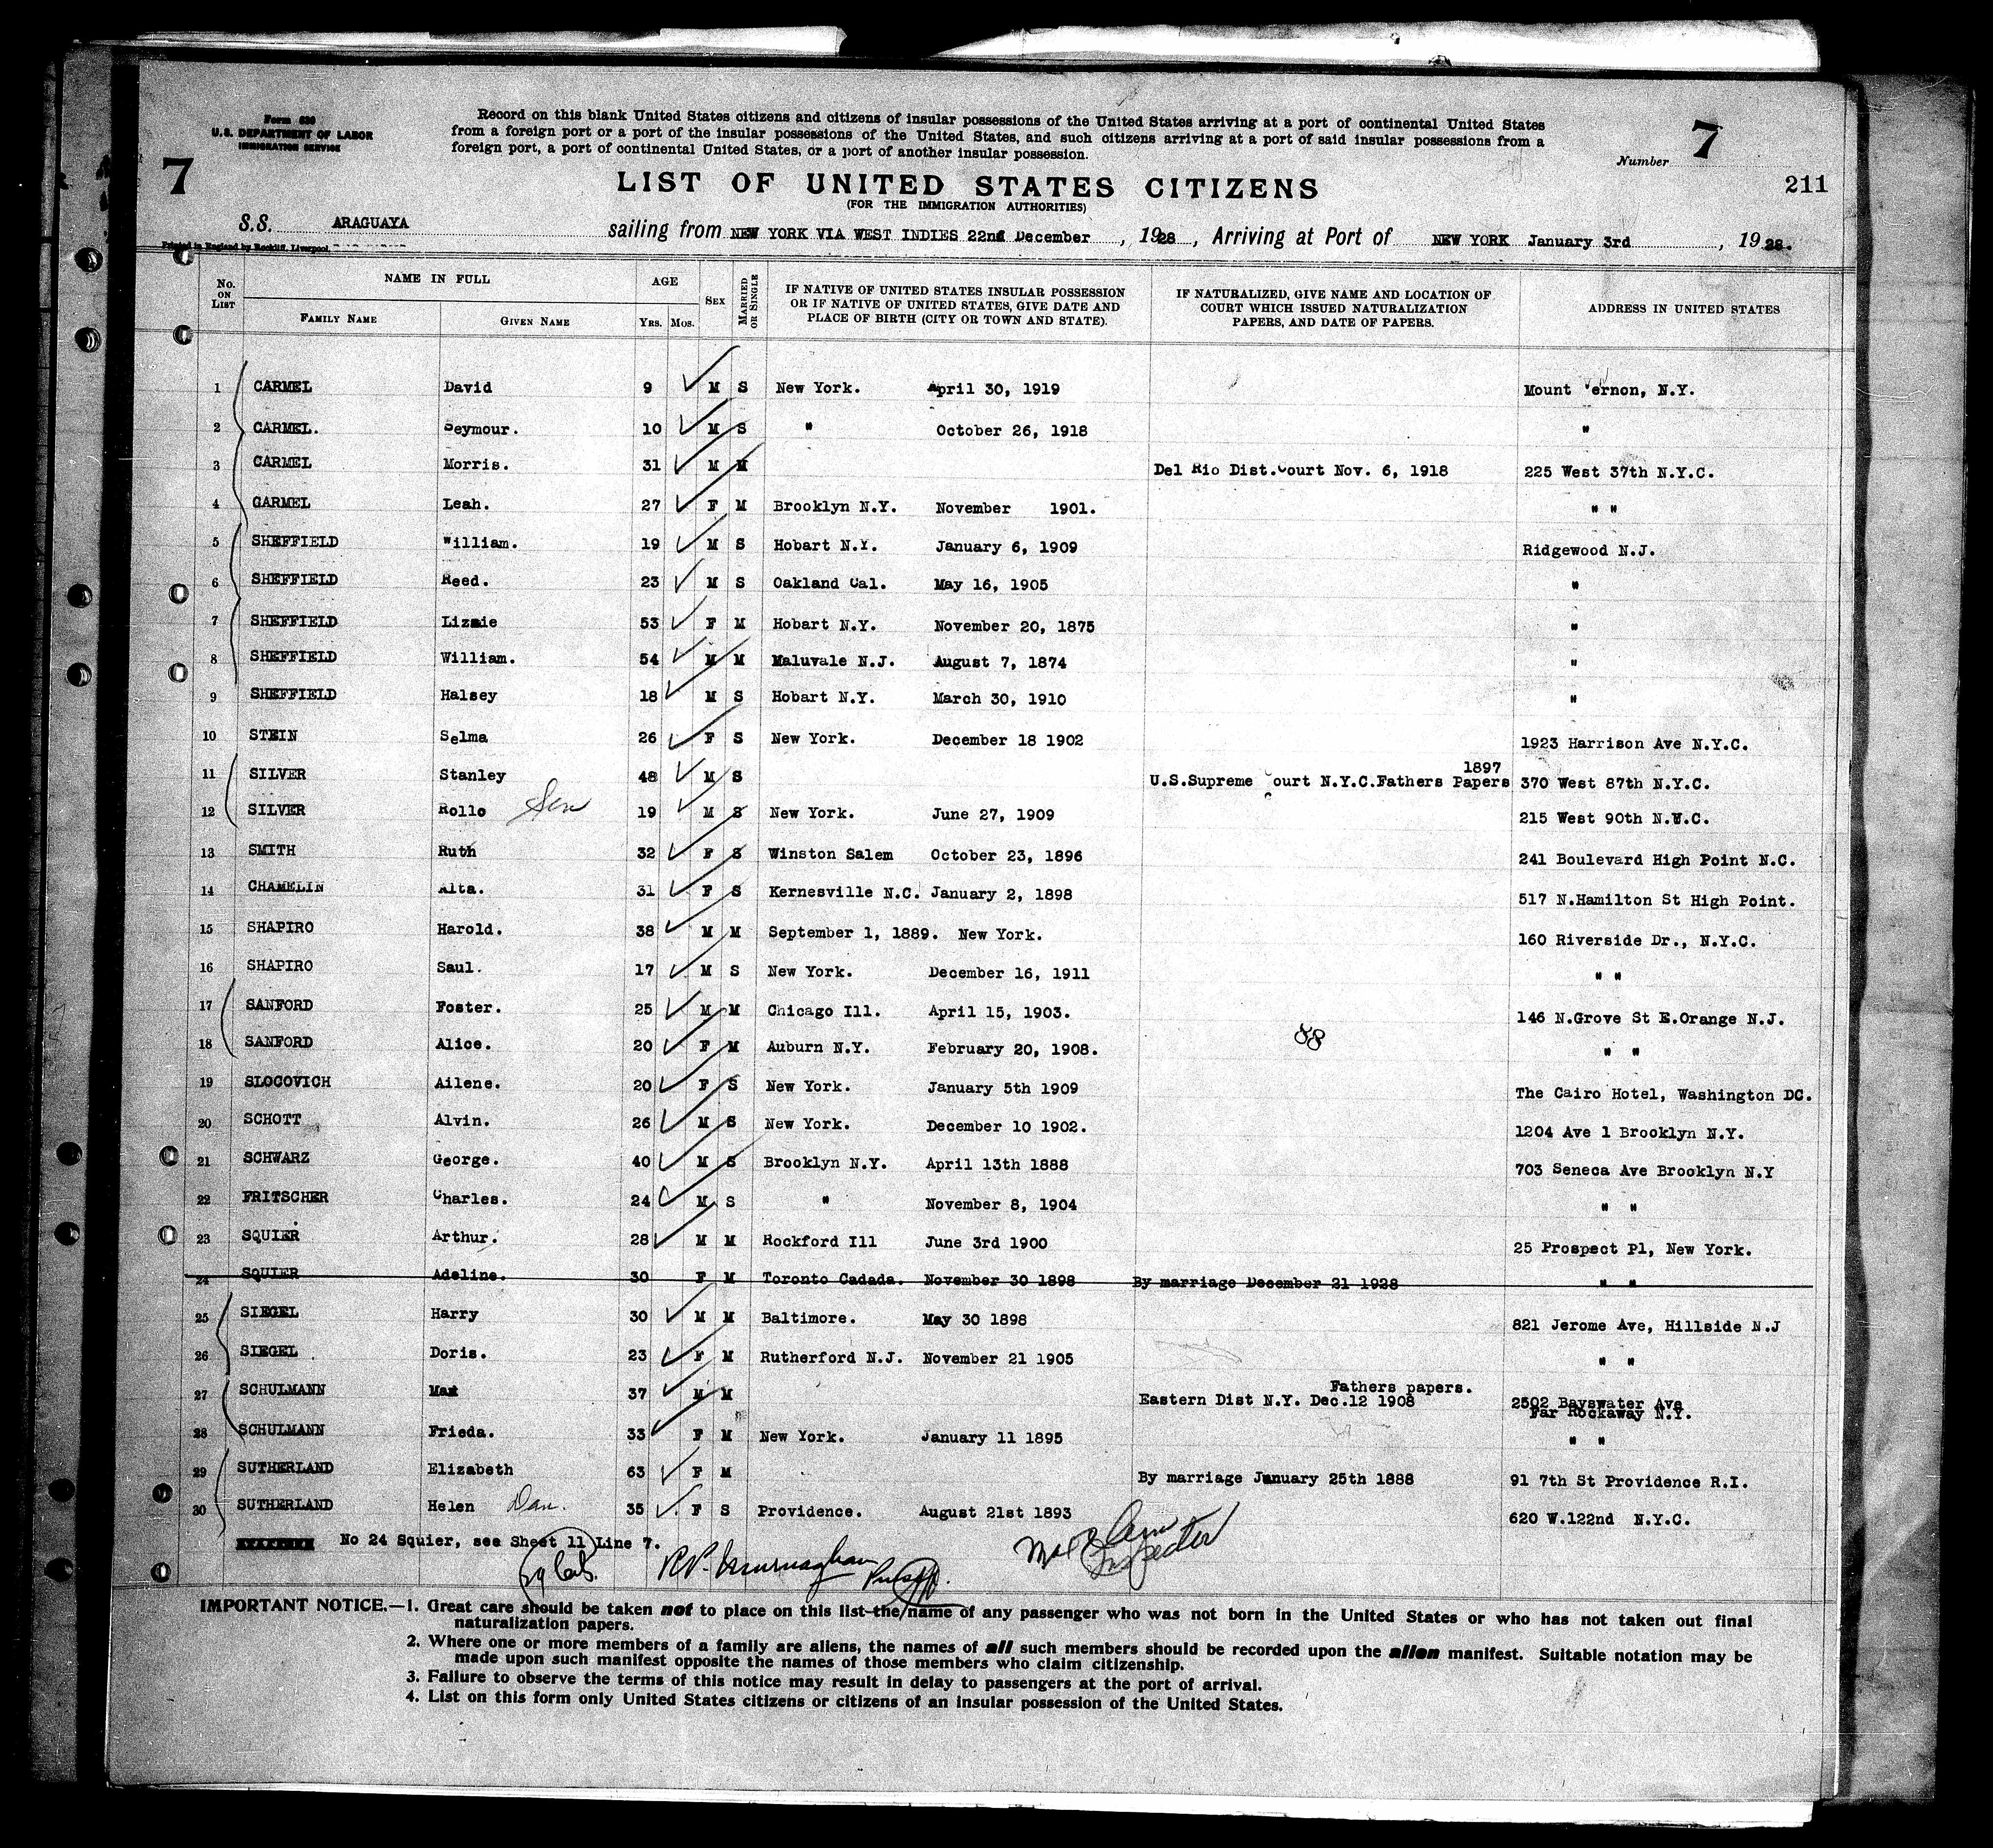 Form 630
U.S. DEPARTMENT OF LABOR
IMMIGRATION SERVICE
7
Record on this blank United States citizens and citizens of insular possessions of the United States arriving at a port of continental United States
from a foreign port or a port of the insular possessions of the United States, and such citizens arriving at a port of said insular possessions from a
foreign port, a port of continental United States, or a port of another insular possession.
Number 7
211
LIST OF UNITED STATES CITIZENS
(FOR THE IMMIGRATION AUTHORITIES)
S.S. ARAGUAYA sailing from NEW YORK VIA WEST INDIES 22nd December, 1928, Arriving at Port of NEW YORK January 3rd, 1928.
Printed in England by Rockliff, Liverpool.
No. ON LIST
NAME IN FULL
FAMILY NAME
GIVEN NAME
AGE
YRS. MOS.
SEX
MARRIED OR SINGLE
IF NATIVE OF UNITED STATES INSULAR POSSESSION
OR IF NATIVE OF UNITED STATES, GIVE DATE AND
PLACE OF BIRTH (CITY OR TOWN AND STATE).
IF NATURALIZED, GIVE NAME AND LOCATION OF
COURT WHICH ISSUED NATURALIZATION
PAPERS, AND DATE OF PAPERS.
ADDRESS IN UNITED STATES
1 CARMEL David 9 M S New York. April 30, 1919 Mount Vernon, N.Y.
2 CARMEL. Seymour. 10 M S " October 26, 1918 "
3 CARMEL Morris. 31 M M Del Rio Dist.Court Nov. 6, 1918 225 West 37th N.Y.C.
4 CARMEL Leah. 27 F M Brooklyn N.Y. November 1901. " "
5 SHEFFIELD William. 19 M S Hobart N.Y. January 6, 1909 Ridgewood N.J.
6 SHEFFIELD Reed. 23 M S Oakland Cal. May 16, 1905 "
7 SHEFFIELD Lizzie 53 F M Hobart N.Y. November 20, 1875 "
8 SHEFFIELD William. 54 M M Maluvale N.J. August 7, 1874 "
9 SHEFFIELD Halsey 18 M S Hobart N.Y. March 30, 1910 "
10 STEIN Selma 26 F S New York. December 18 1902 1923 Harrison Ave N.Y.C.
11 SILVER Stanley 48 M S 1897
U.S.Supreme Court N.Y.C.Fathers Papers 370 West 87th N.Y.C.
12 SILVER Rollo Son 19 M S New York. June 27, 1909 215 West 90th N.W.C.
13 SMITH Ruth 32 F S Winston Salem October 23, 1896 241 Boulevard High Point N.C.
14 CHAMELIN Alta. 31 F S Kernesville N.C. January 2, 1898 517 N.Hamilton St High Point.
15 SHAPIRO Harold. 38 M M September 1, 1889. New York. 160 Riverside Dr., N.Y.C.
16 SHAPIRO Saul. 17 M S New York. December 16, 1911 " "
17 SANFORD Foster. 25 M M Chicago Ill. April 15, 1903. 146 N.Grove St E.Orange N.J.
88
18 SANFORD Alice. 20 F M Auburn N.Y. February 20, 1908. " "
19 SLOCOVICH Ailene. 20 F S New York. January 5th 1909 The Cairo Hotel, Washington DC.
20 SCHOTT Alvin. 26 M S New York. December 10 1902. 1204 Ave l Brooklyn N.Y.
21 SCHWARZ George. 40 M S Brooklyn N.Y. April 13th 1888 703 Seneca Ave Brooklyn N.Y
22 FRITSCHER Charles. 24 M S " November 8, 1904 " "
23 SQUIER Arthur. 28 M M Rockford Ill June 3rd 1900 25 Prospect Pl, New York.
24 SQUIER Adeline. 30 F M Toronto Cadada. November 30 1898 By marriage December 21 1928 " "
25 SIEGEL Harry 30 M M Baltimore. May 30 1898 821 Jerome Ave, Hillside N.J
26 SIEGEL Doris. 23 F M Rutherford N.J. November 21 1905 " "
27 SCHULMANN Max 37 M M Fathers papers.
Eastern Dist N.Y. Dec.12 1908 2502 Bayswater Ave
Far Rockaway N.Y.
28 SCHULMANN Frieda. 33 F M New York. January 11 1895 " "
29 SUTHERLAND Elizabeth 63 F M By marriage January 25th 1888 91 7th St Providence R.I.
30 SUTHERLAND Helen Dau. 35 F S Providence. August 21st 1893 620 W.122nd N.Y.C.
No 24 Squier, see Sheet 11 Line 7.
Inspector
IMPORTANT NOTICE.—1. Great care should be taken not to place on this list the name of any passenger who was not born in the United States or who has not taken out final
naturalization papers.
2. Where one or more members of a family are aliens, the names of all such members should be recorded upon the alien manifest. Suitable notation may be
made upon such manifest opposite the names of those members who claim citizenship.
3. Failure to observe the terms of this notice may result in delay to passengers at the port of arrival.
4. List on this form only United States citizens or citizens of an insular possession of the United States.